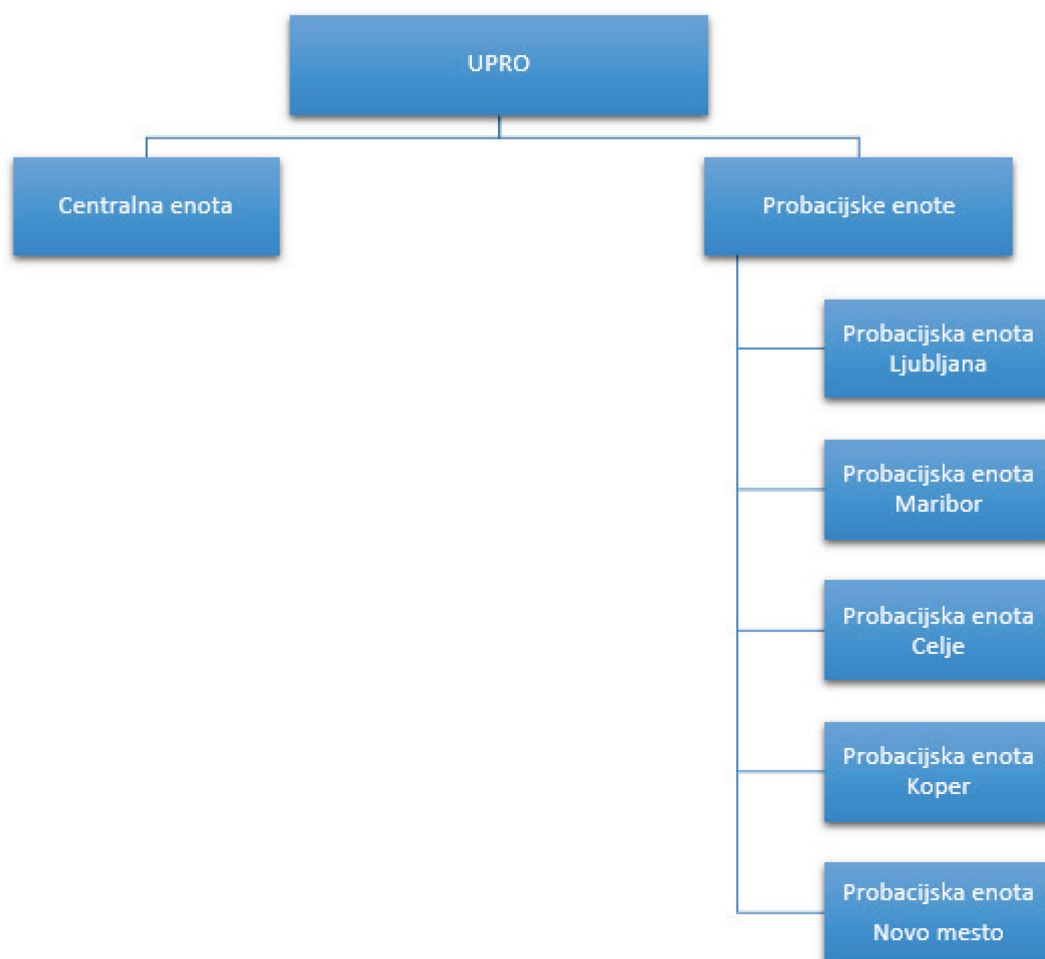 UPRO
Centralna enota
Probacijske enote
Probacijska enota
Ljubljana
Probacijska enota
Maribor
Probacijska enota
Celje
Probacijska enota
Koper
Probacijska enota
Novo mesto